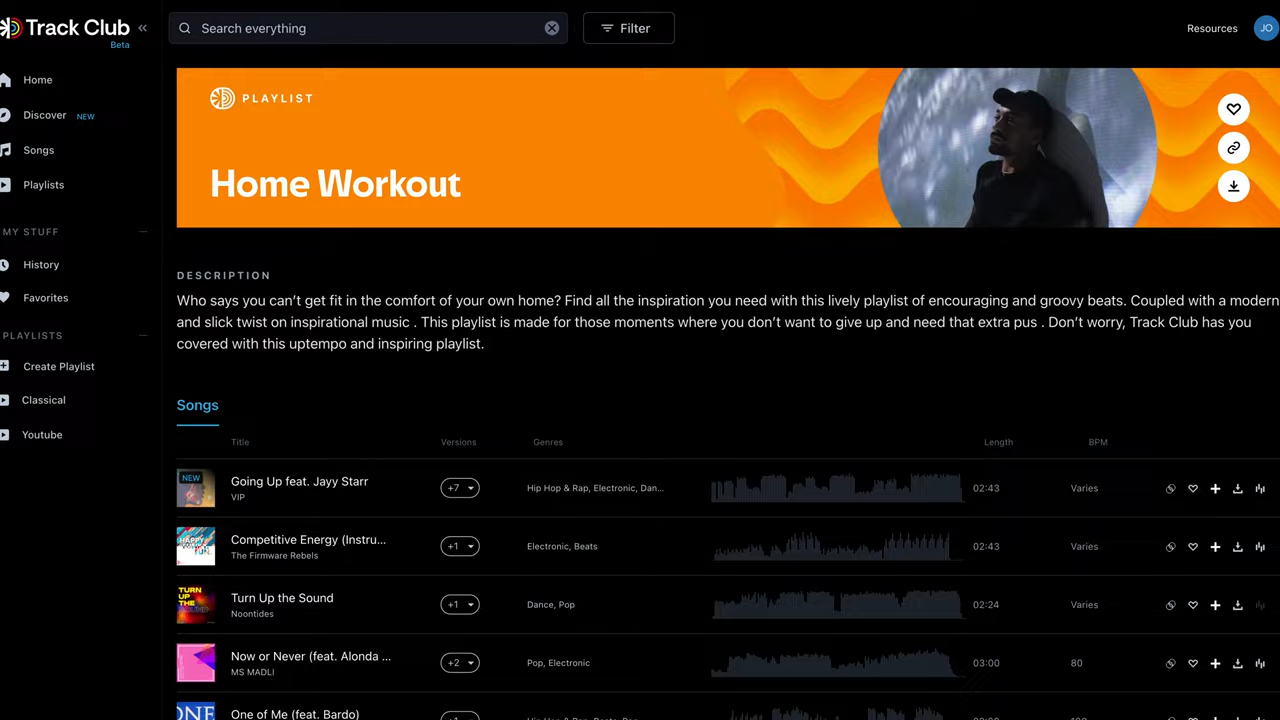 Track Club
Beta
Search everything
Filter
Resources
JO
Home
Discover NEW
Songs
Playlists
MY STUFF
History
Favorites
PLAYLISTS
Create Playlist
Classical
Youtube
PLAYLIST
Home Workout
DESCRIPTION
Who says you can’t get fit in the comfort of your own home? Find all the inspiration you need with this lively playlist of encouraging and groovy beats. Coupled with a modern
and slick twist on inspirational music . This playlist is made for those moments where you don’t want to give up and need that extra pus . Don’t worry, Track Club has you
covered with this uptempo and inspiring playlist.
Songs
Title Versions Genres Length BPM
NEW
Going Up feat. Jayy Starr
VIP
+7
Hip Hop & Rap, Electronic, Dan...
02:43
Varies
HAPPY
FUN.
Competitive Energy (Instru...
The Firmware Rebels
+1
Electronic, Beats
02:43
Varies
TURN
UP
THE
Turn Up the Sound
Noontides
+1
Dance, Pop
02:24
Varies
Now or Never (feat. Alonda ...
MS MADLI
+2
Pop, Electronic
03:00
80
ONE
One of Me (feat. Bardo)